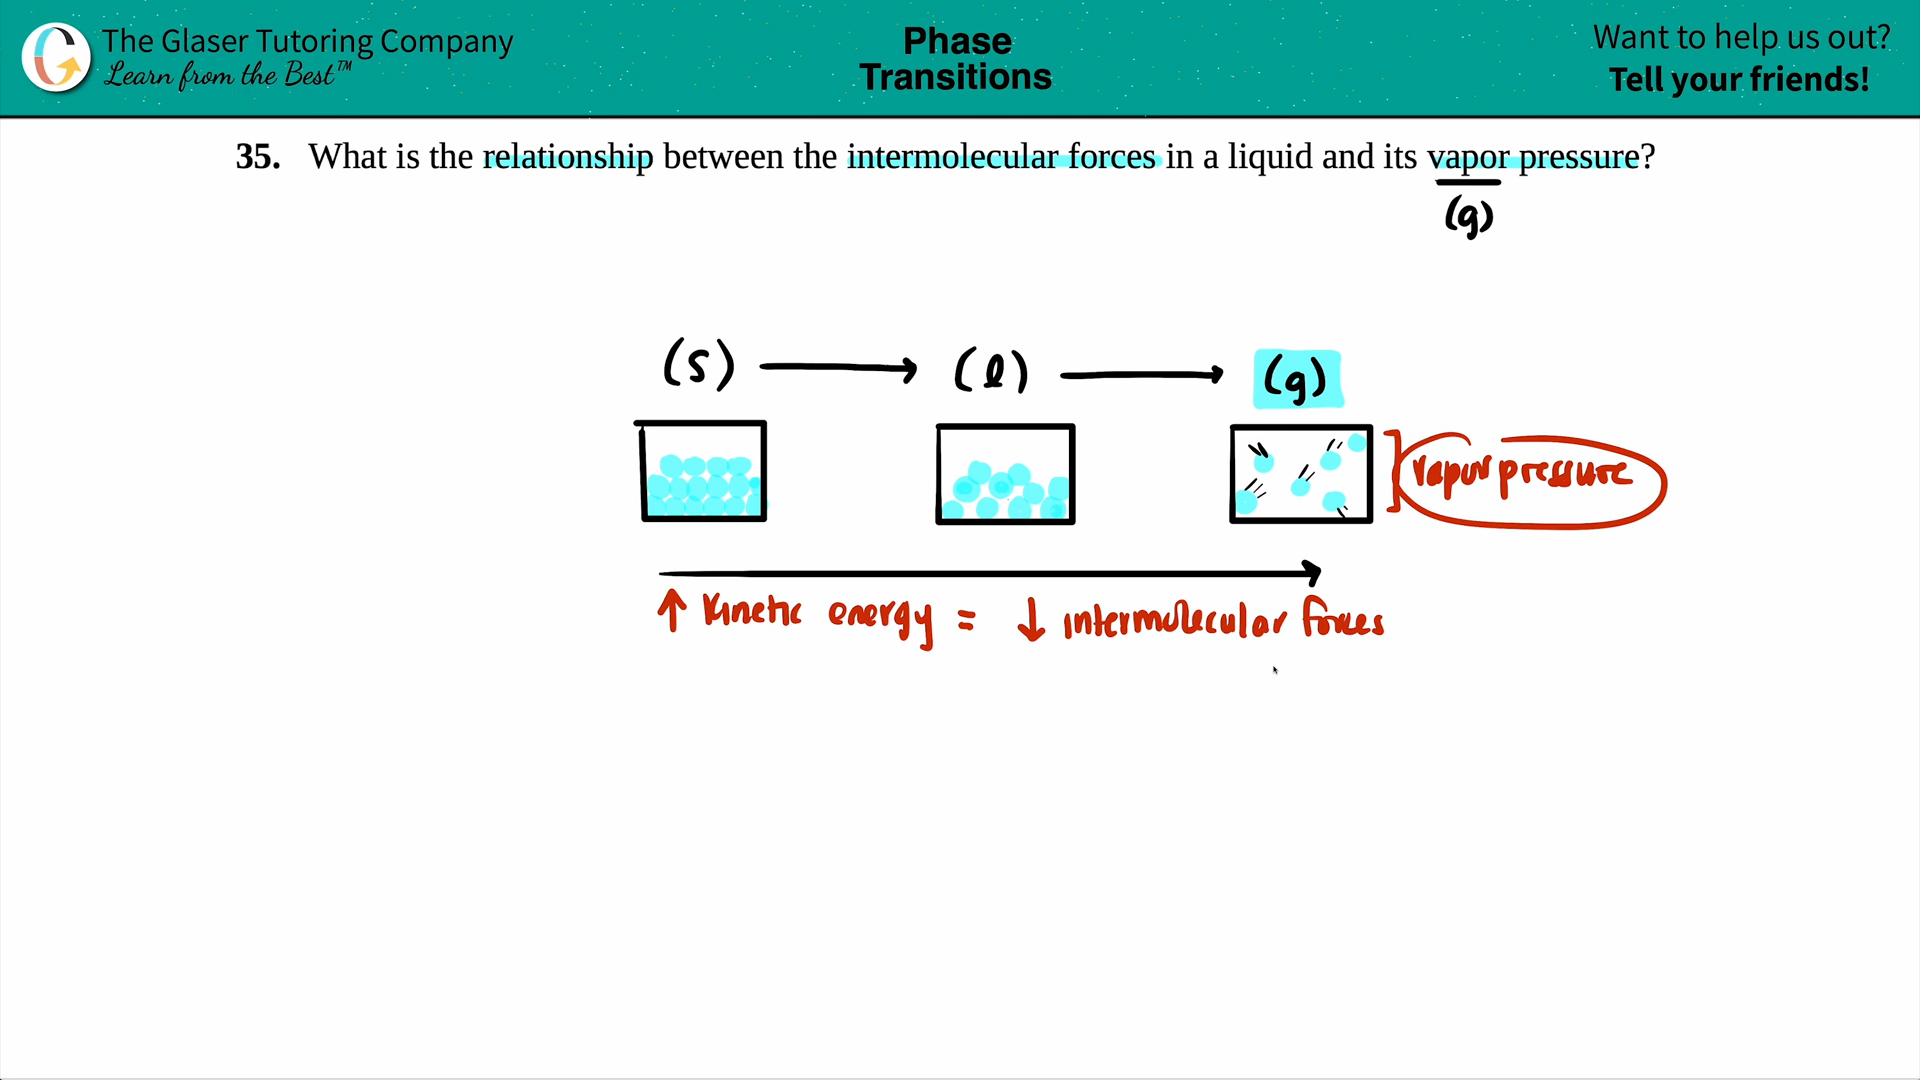 The Glaser Tutoring Company
Learn from the Best™
Phase
Transitions
Want to help us out?
Tell your friends!
35. What is the relationship between the intermolecular forces in a liquid and its vapor pressure?
(g)
(s) → (l) → (g)
vapor pressure
↑ kinetic energy = ↓ intermolecular forces